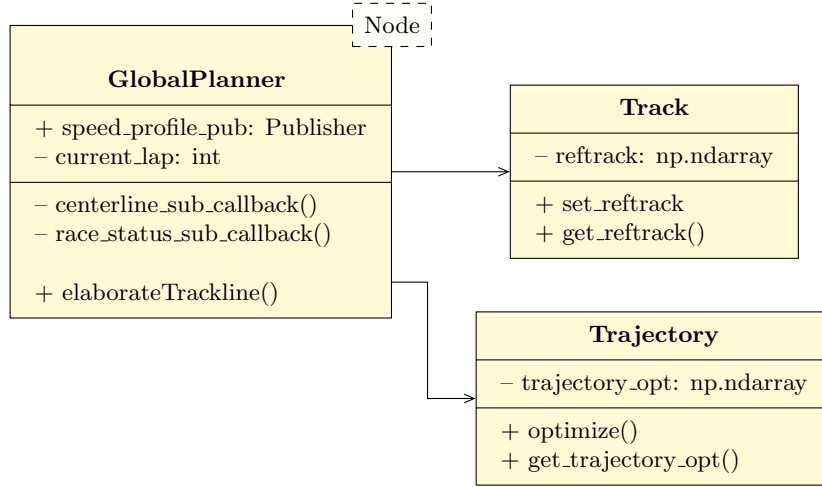 Node
GlobalPlanner
+ speed_profile_pub: Publisher
– current_lap: int
– centerline_sub_callback()
– race_status_sub_callback()
+ elaborateTrackline()
Track
– reftrack: np.ndarray
+ set_reftrack
+ get_reftrack()
Trajectory
– trajectory_opt: np.ndarray
+ optimize()
+ get_trajectory_opt()